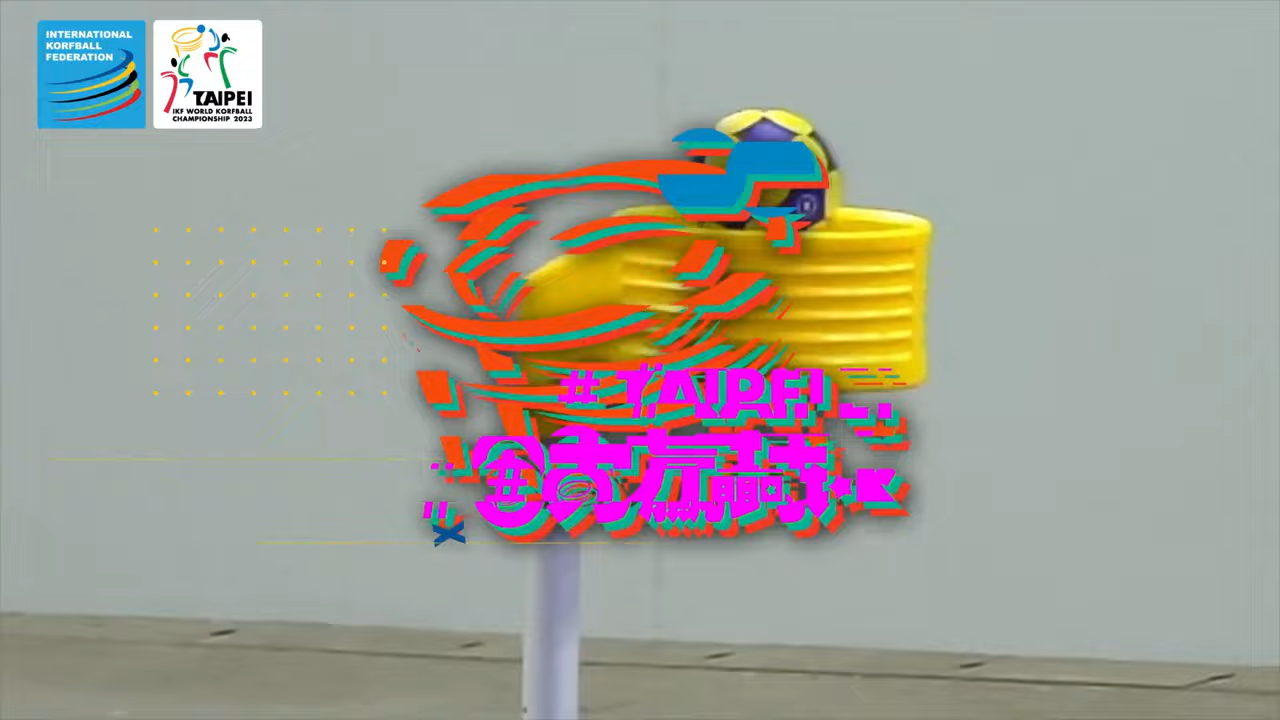 INTERNATIONAL
KORFBALL
FEDERATION
TAIPEI
IKF WORLD KORFBALL
CHAMPIONSHIP 2023
# TAIPEI